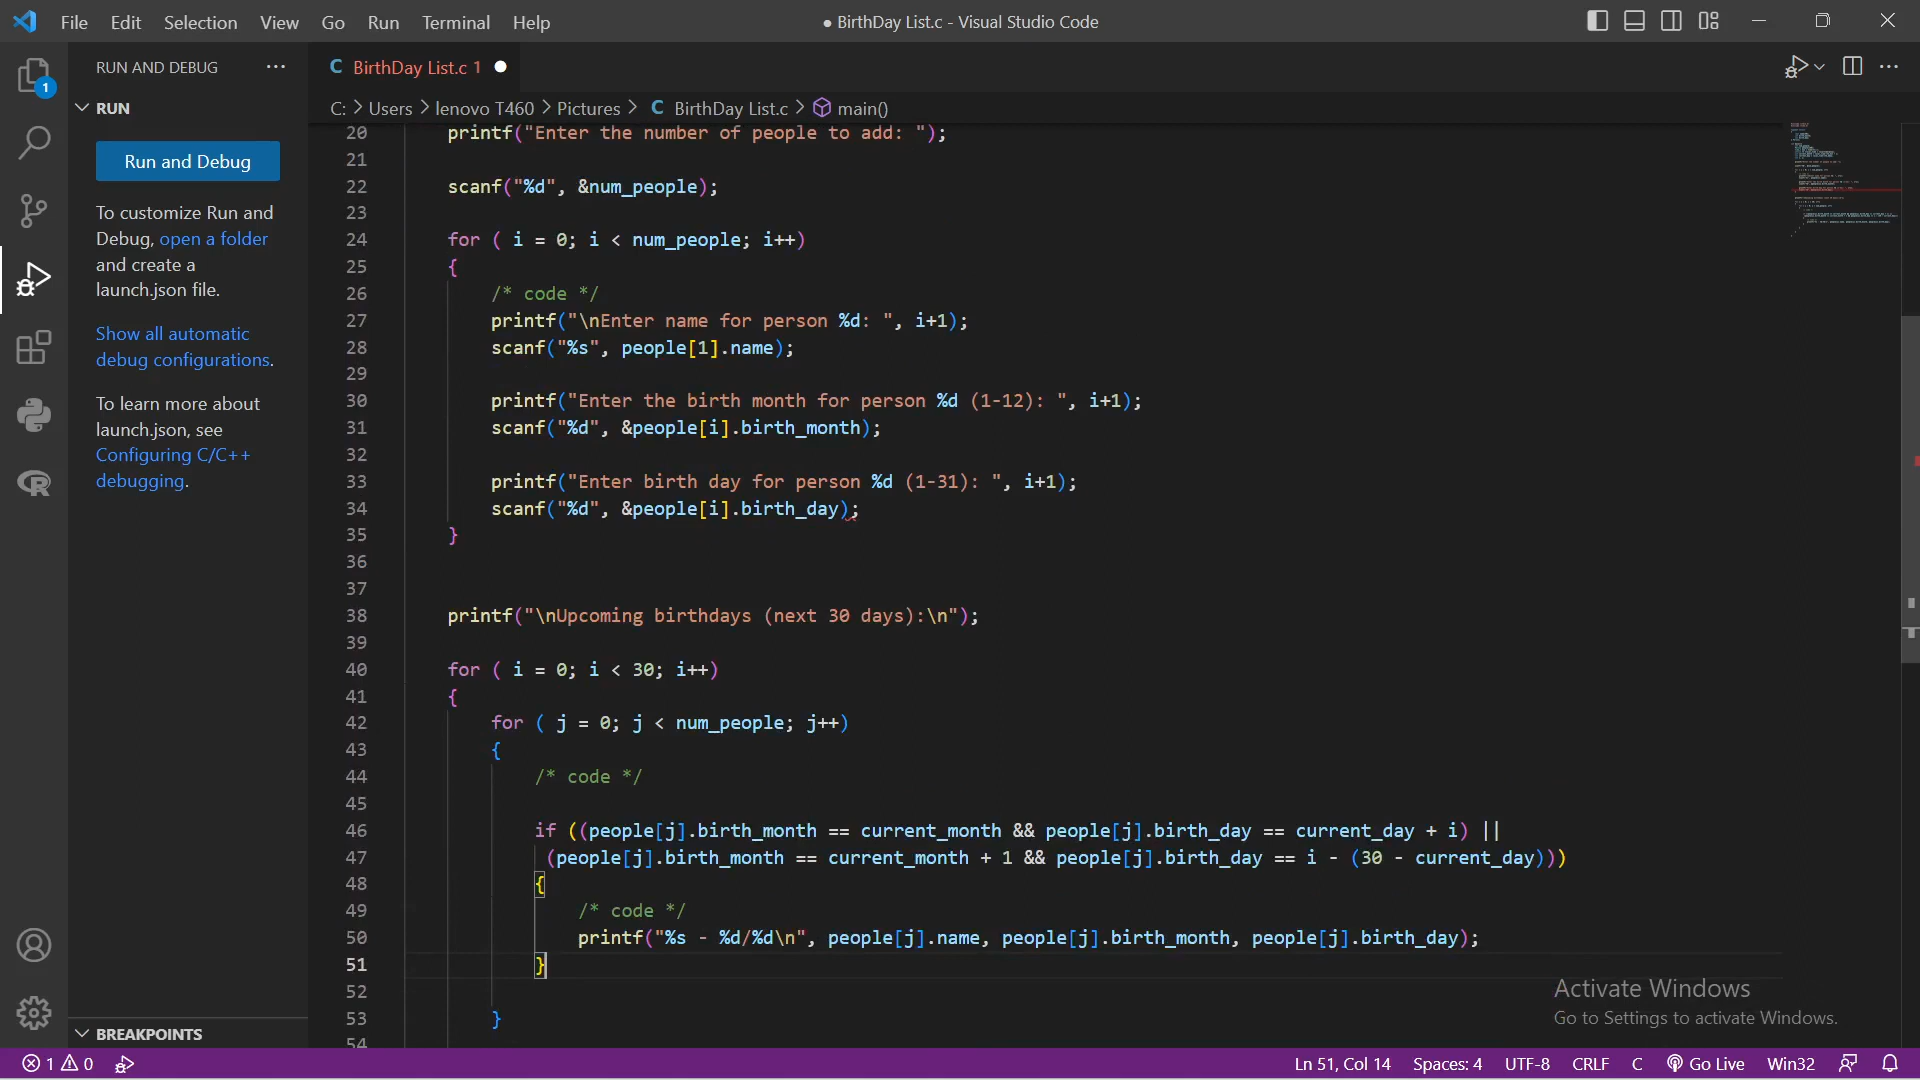 File Edit Selection View Go Run Terminal Help
● BirthDay List.c - Visual Studio Code
RUN AND DEBUG ···
C BirthDay List.c 1 ●
C: > Users > lenovo T460 > Pictures > C BirthDay List.c > main()
1
RUN
Run and Debug
To customize Run and
Debug, open a folder
and create a
launch.json file.
Show all automatic
debug configurations.
To learn more about
launch.json, see
Configuring C/C++
debugging.
BREAKPOINTS
20 printf("Enter the number of people to add: ");
21
22 scanf("%d", &num_people);
23
24 for ( i = 0; i < num_people; i++)
25 {
26 /* code */
27 printf("\nEnter name for person %d: ", i+1);
28 scanf("%s", people[1].name);
29
30 printf("Enter the birth month for person %d (1-12): ", i+1);
31 scanf("%d", &people[i].birth_month);
32
33 printf("Enter birth day for person %d (1-31): ", i+1);
34 scanf("%d", &people[i].birth_day);
35 }
36
37
38 printf("\nUpcoming birthdays (next 30 days):\n");
39
40 for ( i = 0; i < 30; i++)
41 {
42 for ( j = 0; j < num_people; j++)
43 {
44 /* code */
45
46 if ((people[j].birth_month == current_month && people[j].birth_day == current_day + i) ||
47 (people[j].birth_month == current_month + 1 && people[j].birth_day == i - (30 - current_day)))
48 {
49 /* code */
50 printf("%s - %d/%d\n", people[j].name, people[j].birth_month, people[j].birth_day);
51 }
52
53 }
54
Activate Windows
Go to Settings to activate Windows.
1 0 Ln 51, Col 14 Spaces: 4 UTF-8 CRLF C Go Live Win32